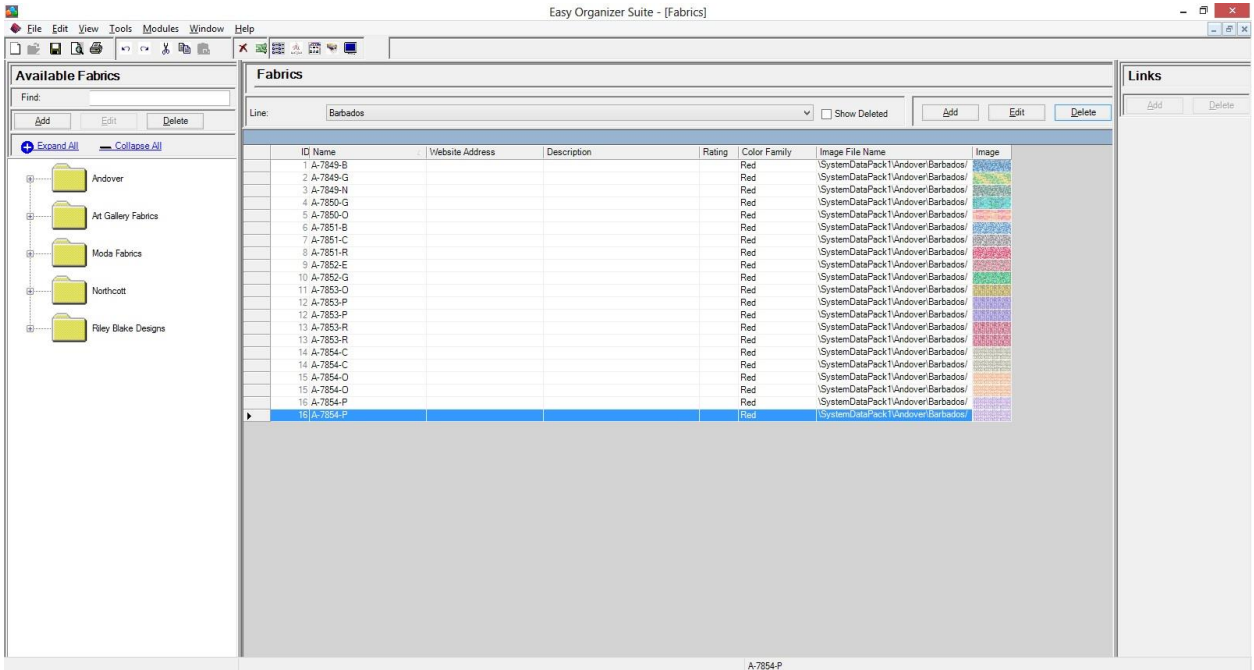 Easy Organizer Suite - [Fabrics]
File Edit View Tools Modules Window Help
Available Fabrics
Find:
Add Edit Delete
Expand All Collapse All
Andover
Art Gallery Fabrics
Moda Fabrics
Northcott
Riley Blake Designs
Fabrics
Line: Barbados Show Deleted Add Edit Delete
ID Name Website Address Description Rating Color Family Image File Name Image
1 A-7849-B Red \SystemDataPack1\Andover\Barbados/
2 A-7849-G Red \SystemDataPack1\Andover\Barbados/
3 A-7849-N Red \SystemDataPack1\Andover\Barbados/
4 A-7850-G Red \SystemDataPack1\Andover\Barbados/
5 A-7850-O Red \SystemDataPack1\Andover\Barbados/
6 A-7851-B Red \SystemDataPack1\Andover\Barbados/
7 A-7851-C Red \SystemDataPack1\Andover\Barbados/
8 A-7851-R Red \SystemDataPack1\Andover\Barbados/
9 A-7852-E Red \SystemDataPack1\Andover\Barbados/
10 A-7852-G Red \SystemDataPack1\Andover\Barbados/
11 A-7853-O Red \SystemDataPack1\Andover\Barbados/
12 A-7853-P Red \SystemDataPack1\Andover\Barbados/
12 A-7853-P Red \SystemDataPack1\Andover\Barbados/
13 A-7853-R Red \SystemDataPack1\Andover\Barbados/
13 A-7853-R Red \SystemDataPack1\Andover\Barbados/
14 A-7854-C Red \SystemDataPack1\Andover\Barbados/
14 A-7854-C Red \SystemDataPack1\Andover\Barbados/
15 A-7854-O Red \SystemDataPack1\Andover\Barbados/
15 A-7854-O Red \SystemDataPack1\Andover\Barbados/
16 A-7854-P Red \SystemDataPack1\Andover\Barbados/
16 A-7854-P Red \SystemDataPack1\Andover\Barbados/
Links
Add Delete
A-7854-P